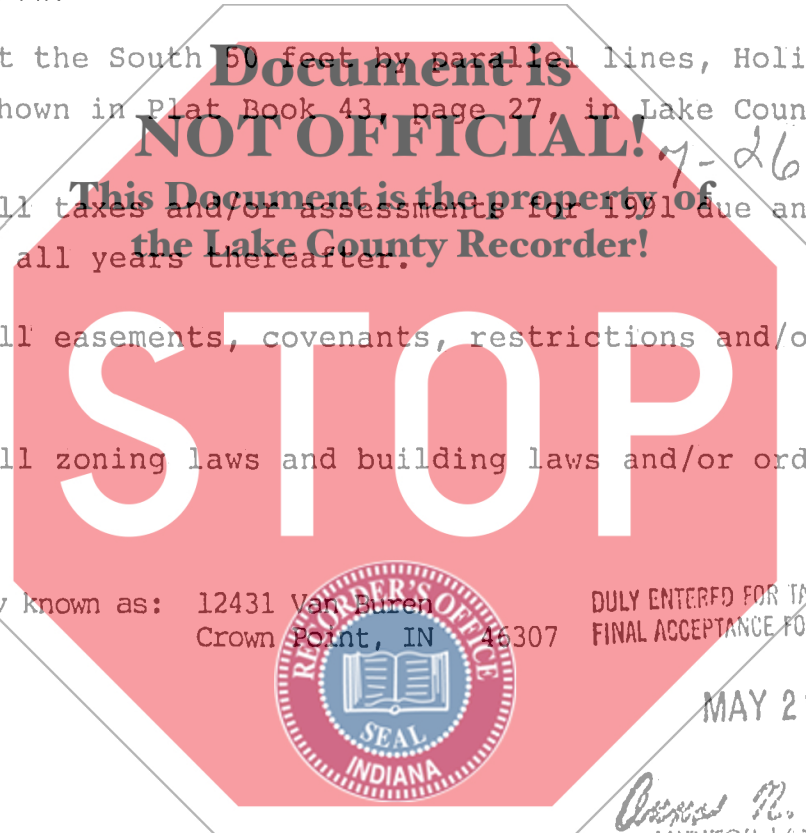 t the South 50 feet by parallel lines, Holi
Document is
hown in Plat Book 43, page 27, in Lake Coun
NOT OFFICIAL!
7-26
This Document is the property of
ll taxes and/or assessments for 1991 due an
the Lake County Recorder!
all years thereafter.
ll easements, covenants, restrictions and/o
STOP
ll zoning laws and building laws and/or ord
y known as: 12431 Van Buren
Crown Point, IN 46307
DULY ENTERED FOR TA
FINAL ACCEPTANCE FO
RECORDER'S OFFICE
SEAL
INDIANA
MAY 2